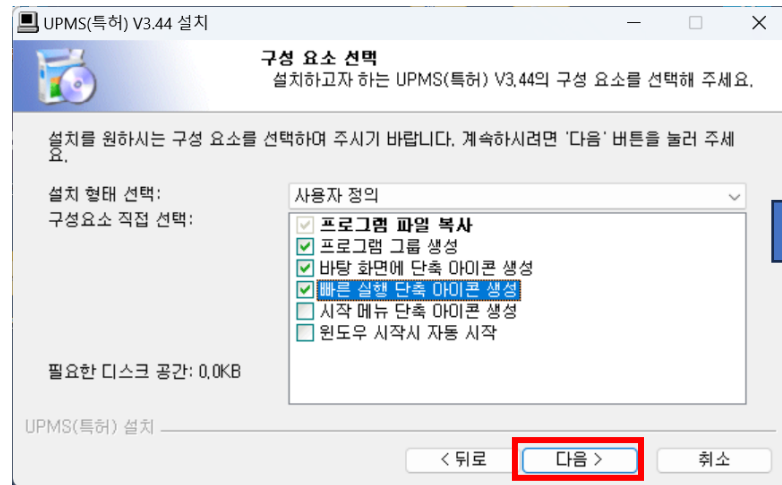 UPMS(특허) V3.44 설치
구성 요소 선택
설치하고자 하는 UPMS(특허) V3.44의 구성 요소를 선택해 주세요.
설치를 원하시는 구성 요소를 선택하여 주시기 바랍니다. 계속하시려면 '다음' 버튼을 눌러 주세
요.
설치 형태 선택: 사용자 정의
구성요소 직접 선택:
프로그램 파일 복사
프로그램 그룹 생성
바탕 화면에 단축 아이콘 생성
빠른 실행 단축 아이콘 생성
시작 메뉴 단축 아이콘 생성
윈도우 시작시 자동 시작
필요한 디스크 공간: 0.0KB
UPMS(특허) 설치
< 뒤로 다음 > 취소